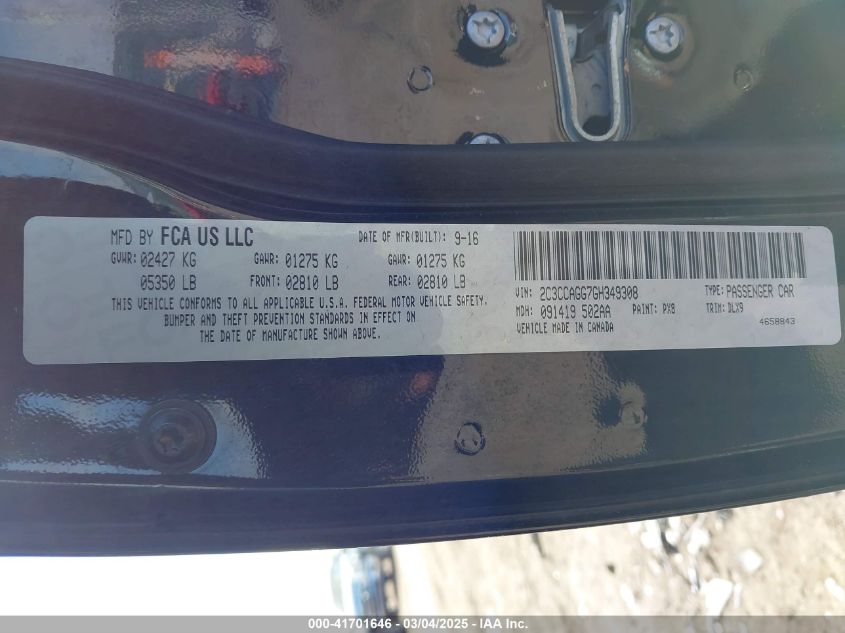 MFD BY FCA US LLC DATE OF MFR(BUILT): 9-16
GVWR: 02427 KG GAWR: 01275 KG GAWR: 01275 KG
05350 LB FRONT: 02810 LB REAR: 02810 LB
THIS VEHICLE CONFORMS TO ALL APPLICABLE U.S.A. FEDERAL MOTOR VEHICLE SAFETY,
BUMPER AND THEFT PREVENTION STANDARDS IN EFFECT ON
THE DATE OF MANUFACTURE SHOWN ABOVE.
VIN: 2C3CCAGG7GH349308 TYPE: PASSENGER CAR
MDH: 091419 502AA PAINT: PX8 TRIM: DLX9
VEHICLE MADE IN CANADA 4658843
000-41701646 - 03/04/2025 - IAA Inc.